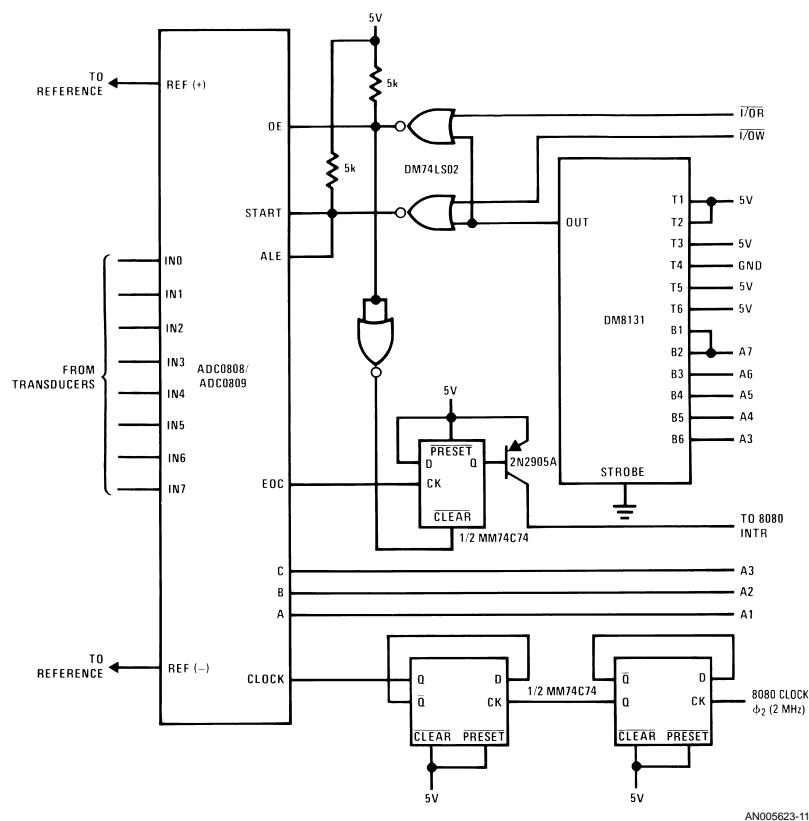 5V
TO
REFERENCE
REF (+)
5k
OE
I/OR
I/OW
DM74LS02
5k
START
ALE
OUT
T1
5V
T2
T3
5V
T4
GND
T5
5V
T6
5V
DM8131
B1
B2
A7
B3
A6
B4
A5
B5
A4
B6
A3
STROBE
IN0
IN1
IN2
IN3
IN4
IN5
IN6
IN7
FROM
TRANSDUCERS
ADC0808/
ADC0809
5V
PRESET
D
Q
2N2905A
CK
CLEAR
EOC
1/2 MM74C74
TO 8080
INTR
C
A3
B
A2
A
A1
TO
REFERENCE
REF (−)
CLOCK
Q
D
Q̅
CK
CLEAR
PRESET
5V
1/2 MM74C74
Q̅
D
Q
CK
CLEAR
PRESET
5V
8080 CLOCK
ϕ2 (2 MHz)
AN005623-11